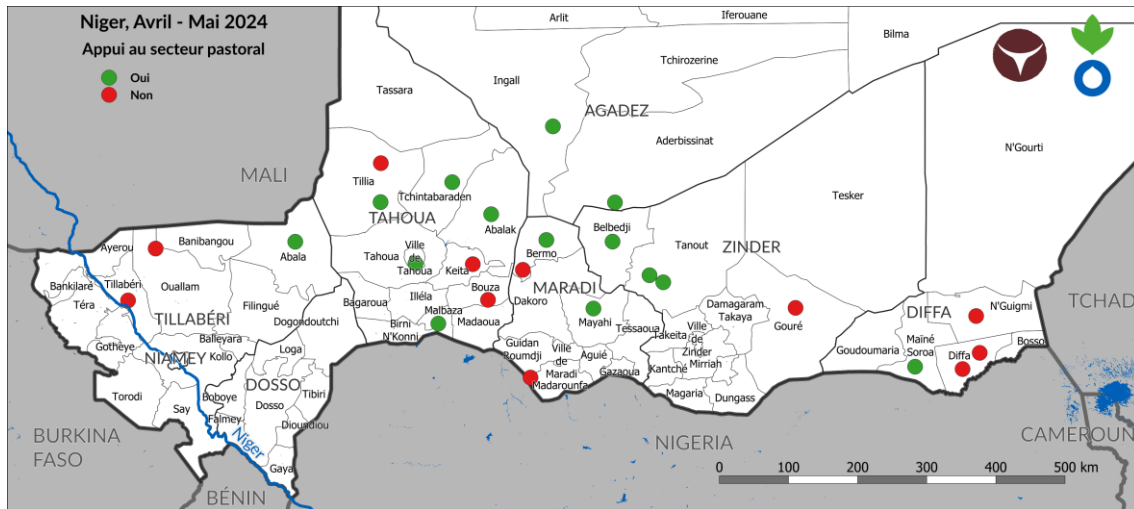 Niger, Avril - Mai 2024
Appui au secteur pastoral
Oui
Non
Arlit
Iferouane
Bilma
Tchirozerine
Ingall
Tassara
AGADEZ
Aderbissinat
N'Gourti
MALI
Tillia
Tchintabaraden
Tesker
TAHOUA
Abalak
Belbedji
Tanout
ZINDER
Ayerou
Banibangou
Abala
Tahoua
Ville
de
Tahoua
Keita
Bermo
Bankilaré
Tillabéri
Ouallam
Bouza
MARADI
Dakoro
Téra
Filingué
Bagaroua
Illéla
Malbaza
Madaoua
Mayahi
Damagaram
Takaya
Gouré
N'Guigmi
DIFFA
TCHAD
TILLABÉRI
Dogondoutchi
Birni
N'Konni
Tessaoua
Takeita
Ville
de
Zinder
Mirriah
Maïné
Soroa
Goudoumaria
Diffa
Bosso
Gotheye
NIAMEY
Kollo
Balleyara
Loga
Guidan
Roumdji
Ville
de
Maradi
Madarounfa
Aguié
Gazaoua
Kantché
Magaria
Dungass
Torodi
Say
Boboye
DOSSO
Tibiri
Dosso
Falmey
Dioundiou
Gaya
Niger
BURKINA
FASO
BÉNIN
NIGERIA
CAMEROUN
0 100 200 300 400 500 km